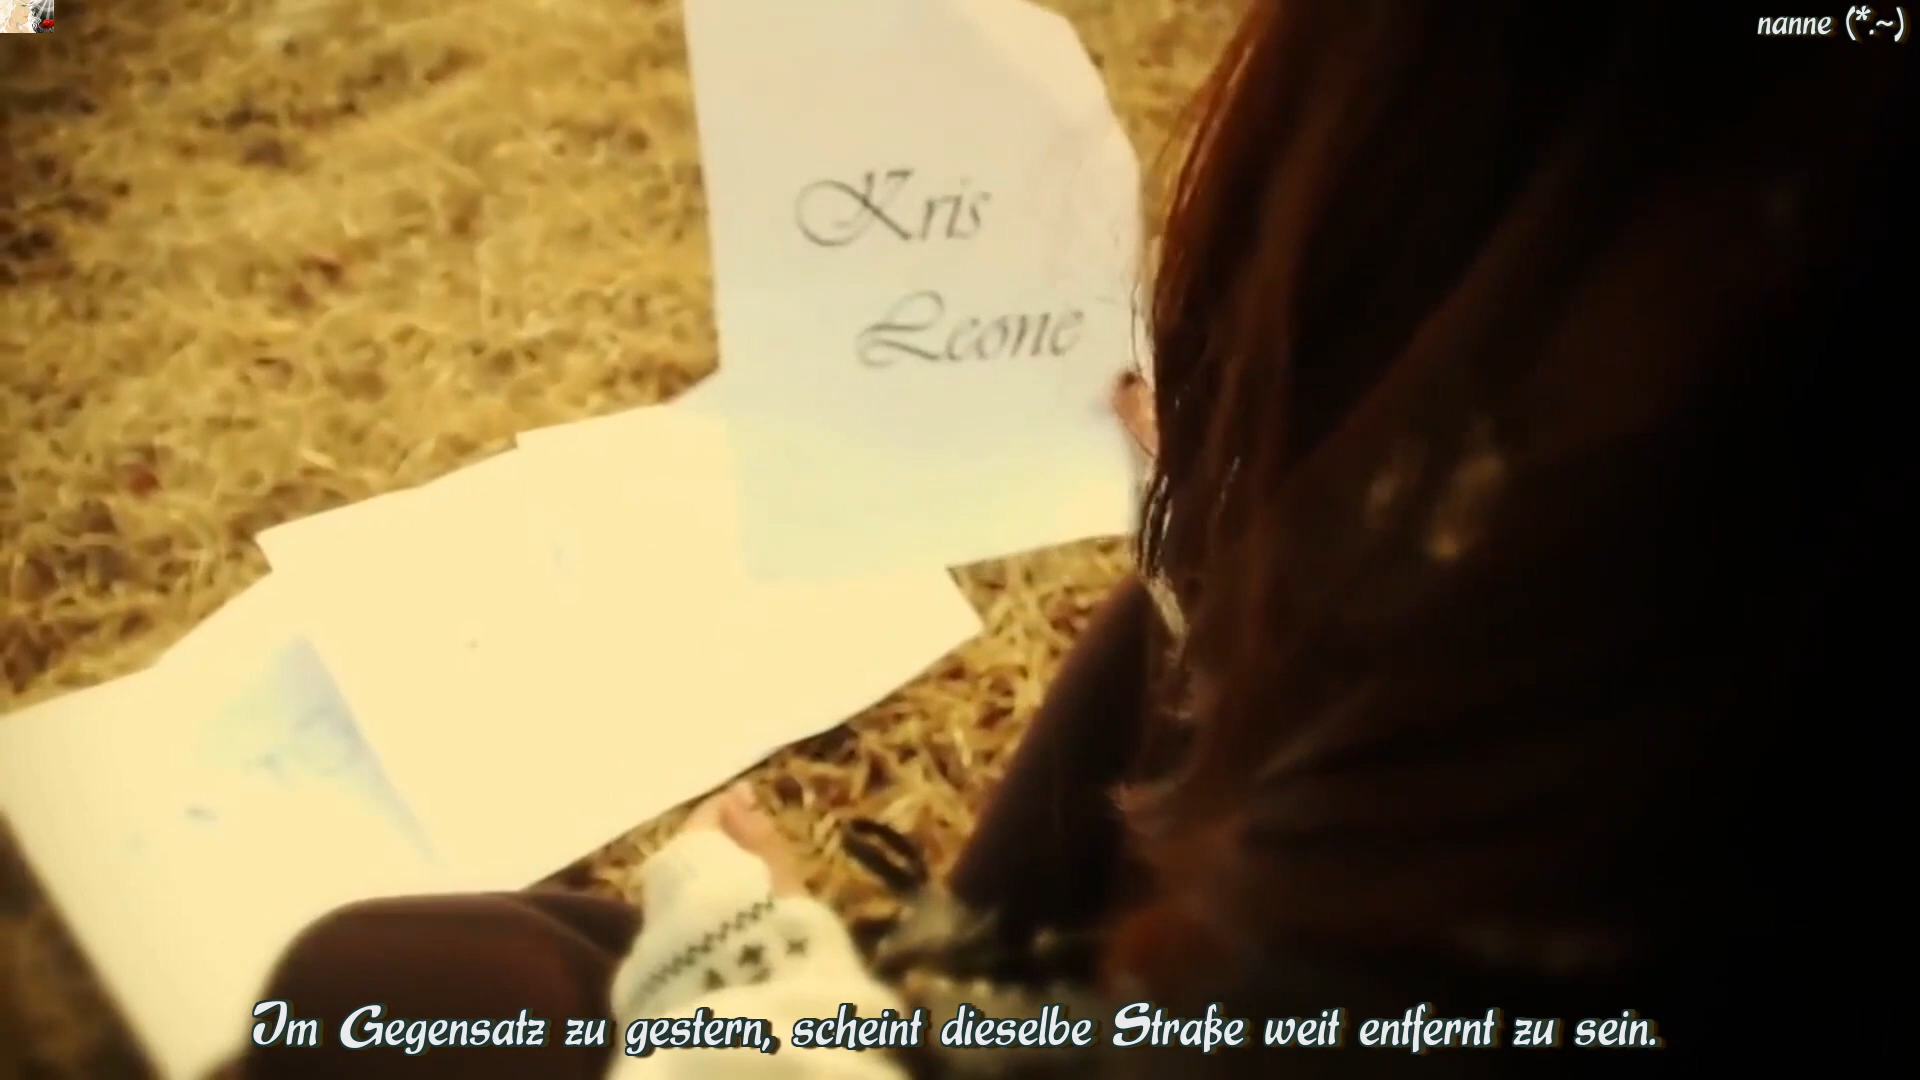 nanne (*.~)
Kris
Leone
Im Gegensatz zu gestern, scheint dieselbe Straße weit entfernt zu sein.